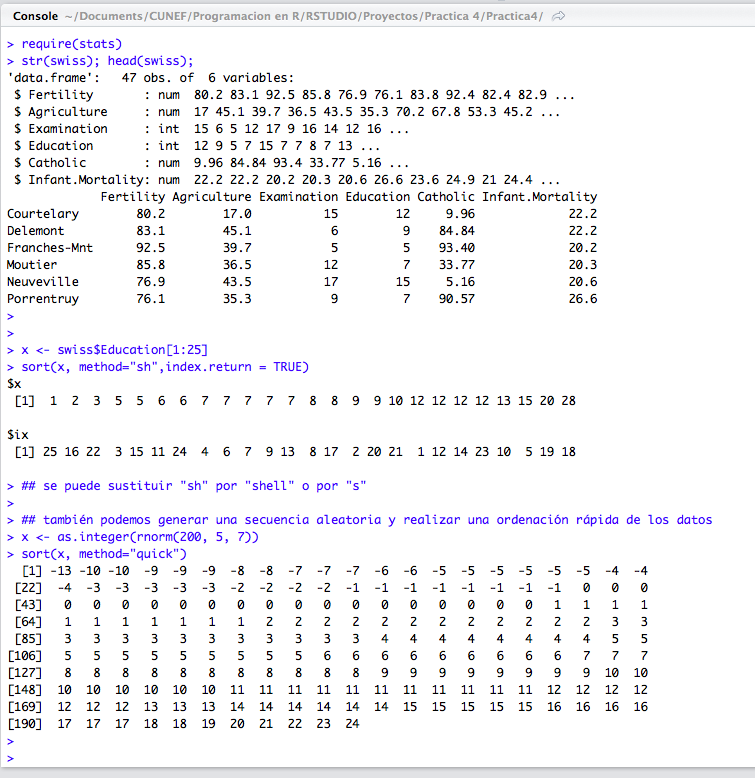 Console ~/Documents/CUNEF/Programacion en R/RSTUDIO/Proyectos/Practica 4/Practica4/
> require(stats)
> str(swiss); head(swiss);
'data.frame':   47 obs. of  6 variables:
 $ Fertility       : num  80.2 83.1 92.5 85.8 76.9 76.1 83.8 92.4 82.4 82.9 ...
 $ Agriculture     : num  17 45.1 39.7 36.5 43.5 35.3 70.2 67.8 53.3 45.2 ...
 $ Examination     : int  15 6 5 12 17 9 16 14 12 16 ...
 $ Education       : int  12 9 5 7 15 7 7 8 7 13 ...
 $ Catholic        : num  9.96 84.84 93.4 33.77 5.16 ...
 $ Infant.Mortality: num  22.2 22.2 20.2 20.3 20.6 26.6 23.6 24.9 21 24.4 ...
             Fertility Agriculture Examination Education Catholic Infant.Mortality
Courtelary        80.2        17.0          15        12     9.96             22.2
Delemont          83.1        45.1           6         9    84.84             22.2
Franches-Mnt      92.5        39.7           5         5    93.40             20.2
Moutier           85.8        36.5          12         7    33.77             20.3
Neuveville        76.9        43.5          17        15     5.16             20.6
Porrentruy        76.1        35.3           9         7    90.57             26.6
>
>
> x <- swiss$Education[1:25]
> sort(x, method="sh",index.return = TRUE)
$x
 [1]  1  2  3  5  5  6  6  7  7  7  7  7  8  8  9  9 10 12 12 12 12 13 15 20 28
$ix
 [1] 25 16 22  3 15 11 24  4  6  7  9 13  8 17  2 20 21  1 12 14 23 10  5 19 18
> ## se puede sustituir "sh" por "shell" o por "s"
>
> ## también podemos generar una secuencia aleatoria y realizar una ordenación rápida de los datos
> x <- as.integer(rnorm(200, 5, 7))
> sort(x, method="quick")
  [1] -13 -10 -10  -9  -9  -9  -8  -8  -7  -7  -7  -6  -6  -5  -5  -5  -5  -5  -5  -4  -4
 [22]  -4  -3  -3  -3  -3  -3  -2  -2  -2  -2  -1  -1  -1  -1  -1  -1  -1  -1   0   0   0
 [43]   0   0   0   0   0   0   0   0   0   0   0   0   0   0   0   0   0   1   1   1   1
 [64]   1   1   1   1   1   1   1   2   2   2   2   2   2   2   2   2   2   2   2   3   3
 [85]   3   3   3   3   3   3   3   3   3   3   3   4   4   4   4   4   4   4   4   5   5
[106]   5   5   5   5   5   5   5   5   5   6   6   6   6   6   6   6   6   6   7   7   7
[127]   8   8   8   8   8   8   8   8   8   8   8   9   9   9   9   9   9   9   9  10  10
[148]  10  10  10  10  10  10  11  11  11  11  11  11  11  11  11  11  11  12  12  12  12
[169]  12  12  12  13  13  13  14  14  14  14  14  14  15  15  15  15  15  16  16  16  16
[190]  17  17  17  18  18  19  20  21  22  23  24
>
>